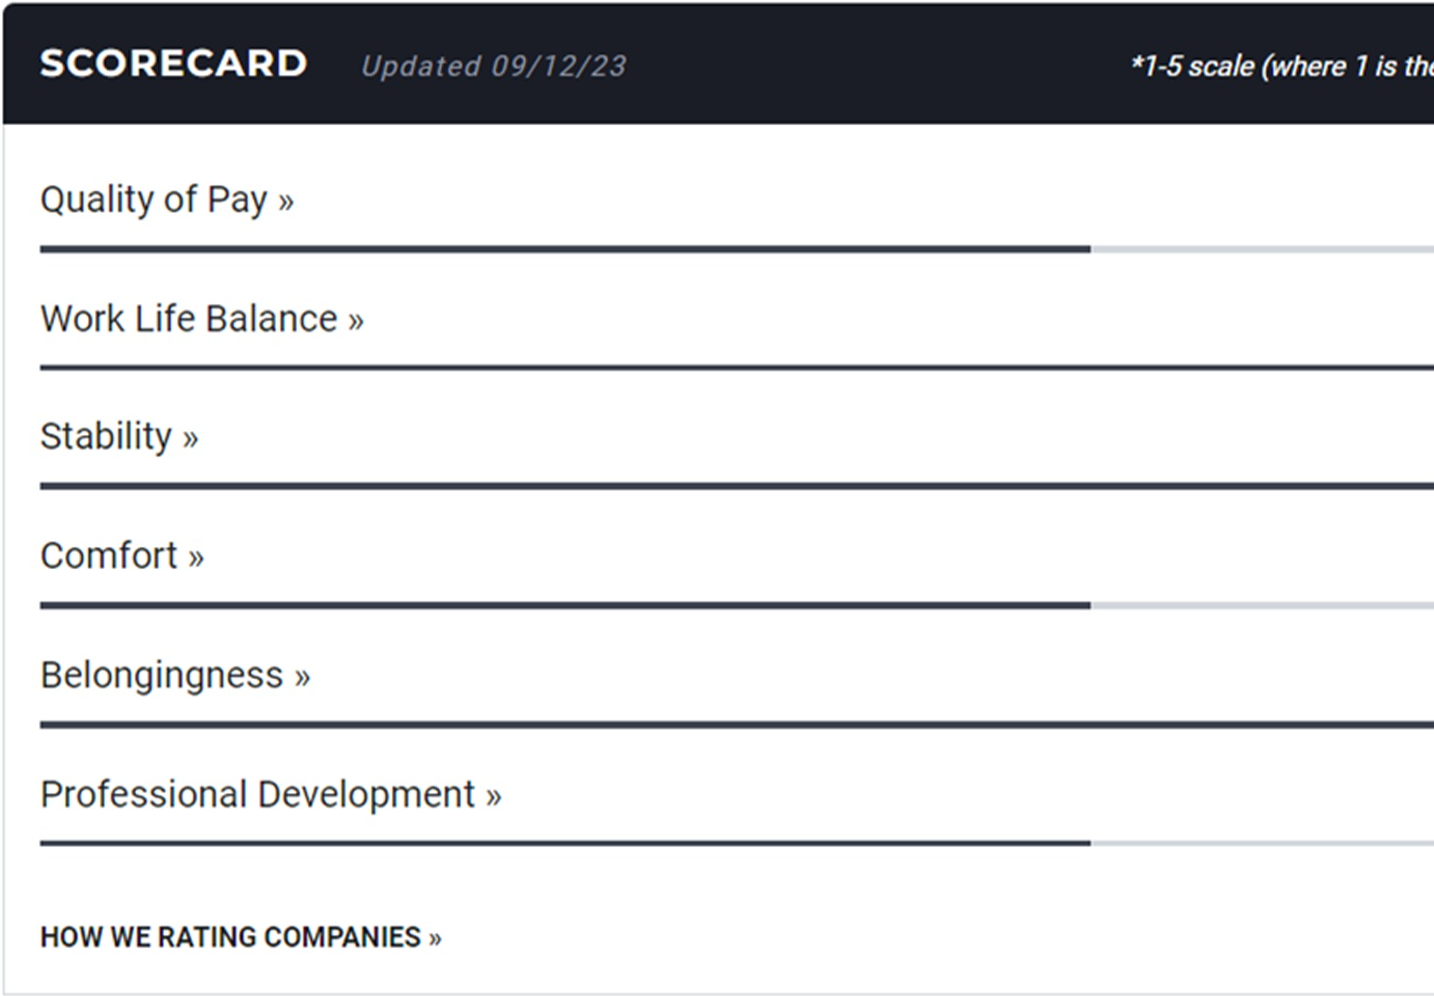 SCORECARD Updated 09/12/23 *1-5 scale (where 1 is the
Quality of Pay »
Work Life Balance »
Stability »
Comfort »
Belongingness »
Professional Development »
HOW WE RATING COMPANIES »